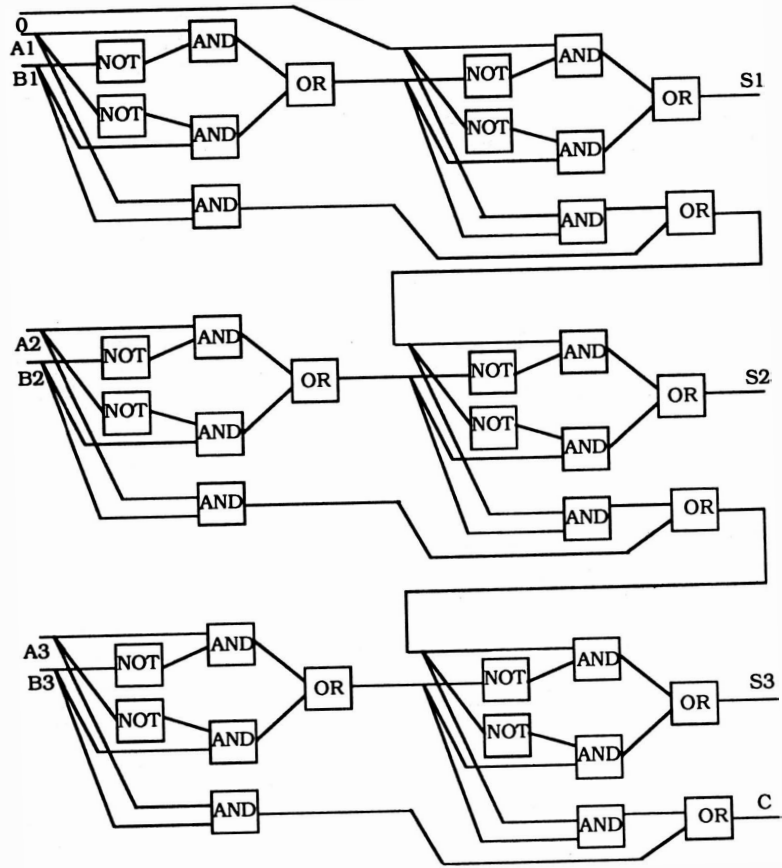 0
A1
B1
NOT
AND
NOT
AND
AND
OR
NOT
AND
NOT
AND
AND
OR
OR
S1
A2
B2
NOT
AND
NOT
AND
AND
OR
NOT
AND
NOT
AND
AND
OR
OR
S2
A3
B3
NOT
AND
NOT
AND
AND
OR
NOT
AND
NOT
AND
AND
OR
OR
S3
C